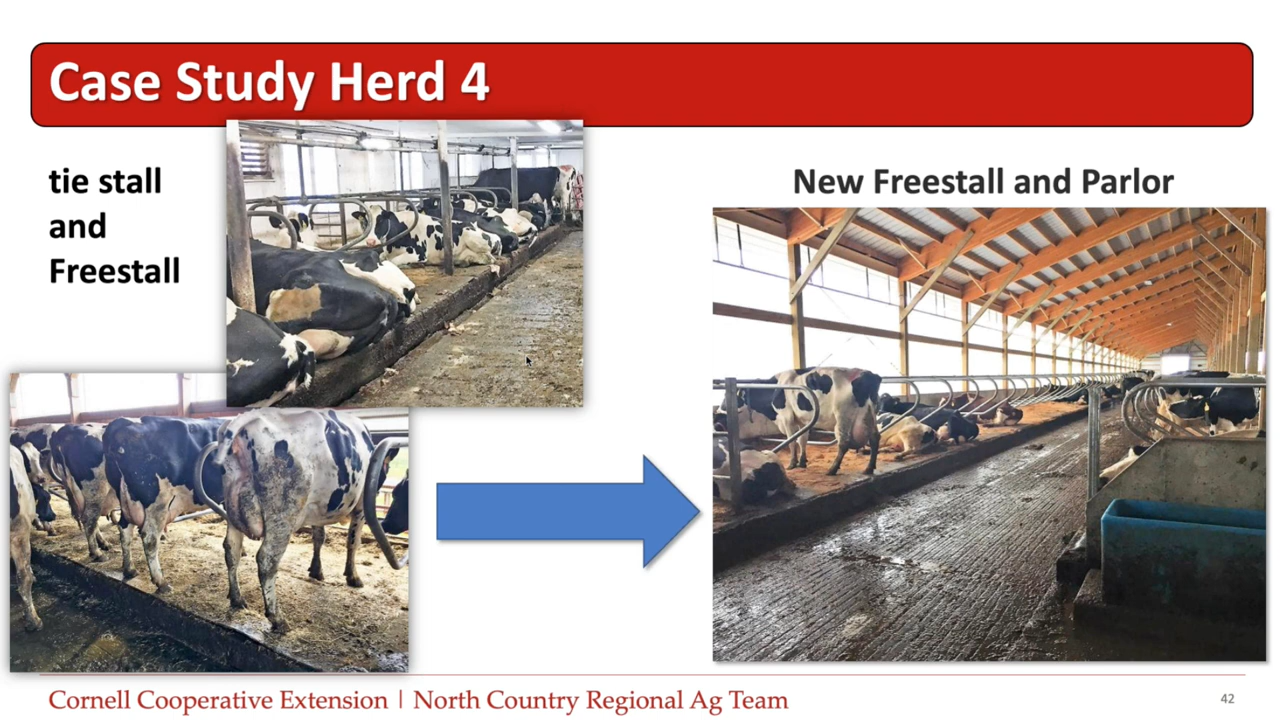 Case Study Herd 4
tie stall
and
Freestall
New Freestall and Parlor
Cornell Cooperative Extension | North Country Regional Ag Team
42